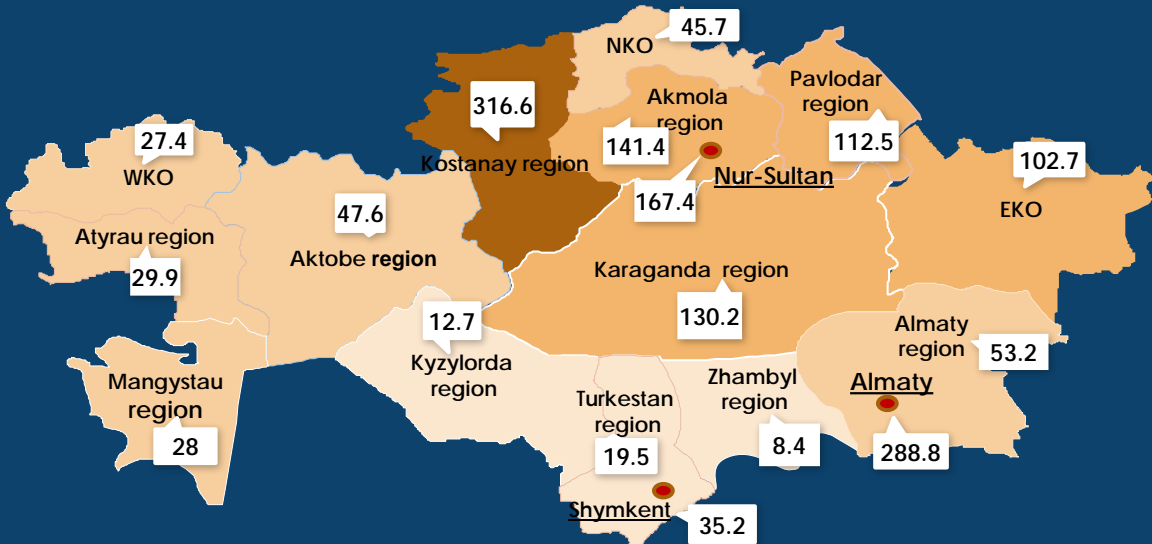 NKO
45.7
Pavlodar
region
112.5
Akmola
region
141.4
316.6
Kostanay region
Nur-Sultan
167.4
27.4
WKO
102.7
EKO
47.6
Aktobe region
Atyrau region
29.9
Karaganda region
130.2
12.7
Kyzylorda
region
Almaty
region
53.2
Almaty
288.8
Mangystau
region
28
Zhambyl
region
8.4
Turkestan
region
19.5
Shymkent
35.2